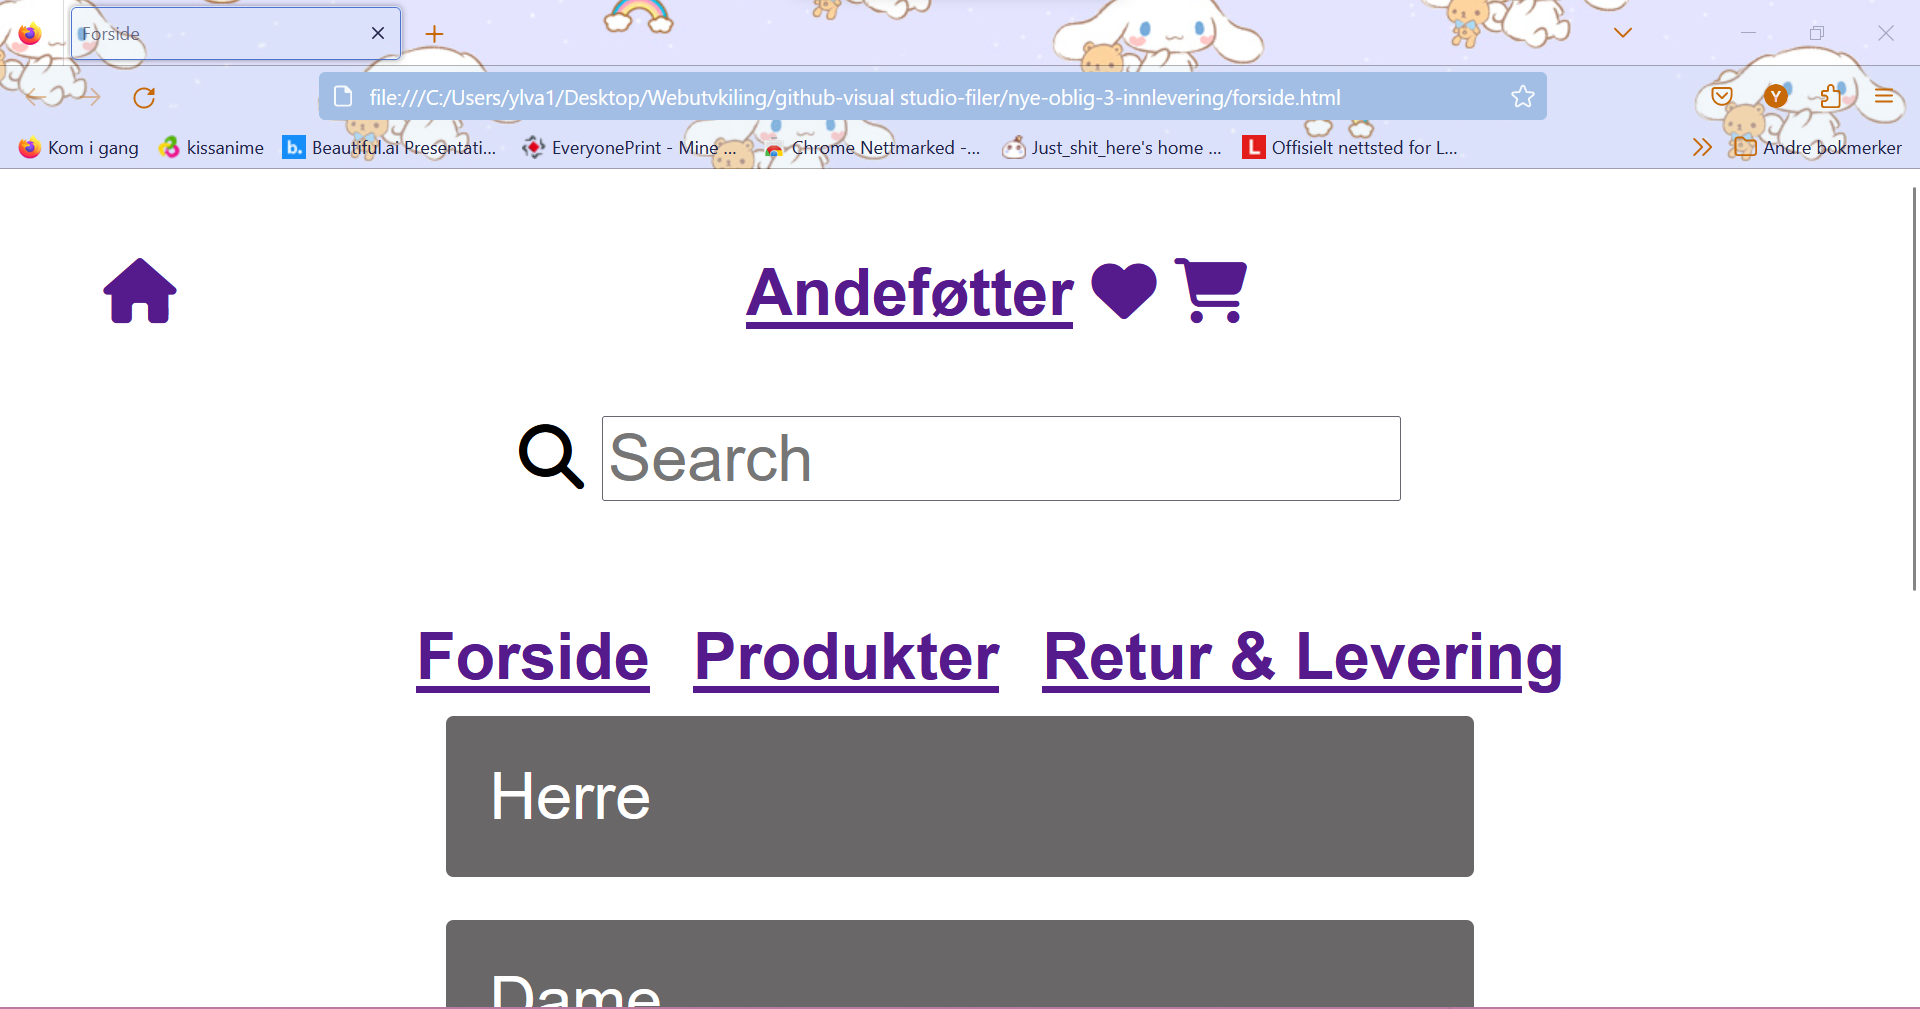 Forside
file:///C:/Users/ylva1/Desktop/Webutvkiling/github-visual studio-filer/nye-oblig-3-innlevering/forside.html
Y
Kom i gang kissanime b. Beautiful.ai Presentati... EveryonePrint - Mine ... Chrome Nettmarked -... Just_shit_here's home ... L Offisielt nettsted for L... Andre bokmerker
Andeføtter
Search
Forside Produkter Retur & Levering
Herre
Dame